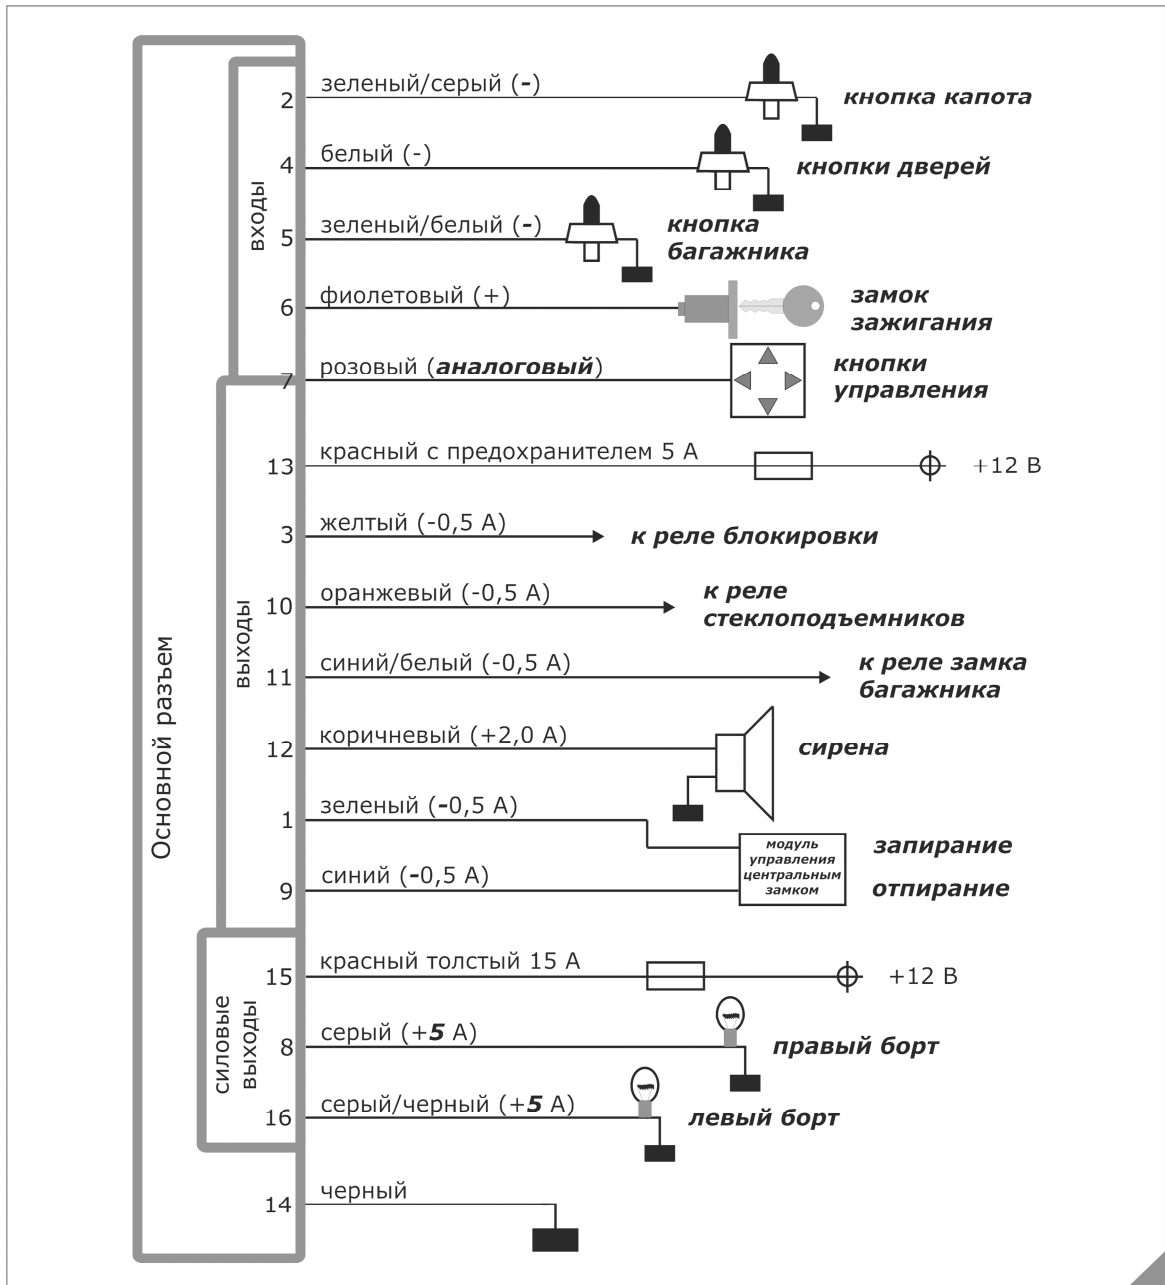 2
зеленый/серый (-)
кнопка капота
4
белый (-)
кнопки дверей
входы
5
зеленый/белый (-)
кнопка
багажника
6
фиолетовый (+)
замок
зажигания
7
розовый (аналоговый)
кнопки
управления
13
красный с предохранителем 5 А
+12 В
3
желтый (-0,5 А)
к реле блокировки
выходы
10
оранжевый (-0,5 А)
к реле
стеклоподъемников
11
синий/белый (-0,5 А)
к реле замка
багажника
Основной разъем
12
коричневый (+2,0 А)
сирена
1
зеленый (-0,5 А)
модуль
управления
центральным
замком
запирание
9
синий (-0,5 А)
отпирание
15
красный толстый 15 А
+12 В
силовые
выходы
8
серый (+5 А)
правый борт
16
серый/черный (+5 А)
левый борт
14
черный